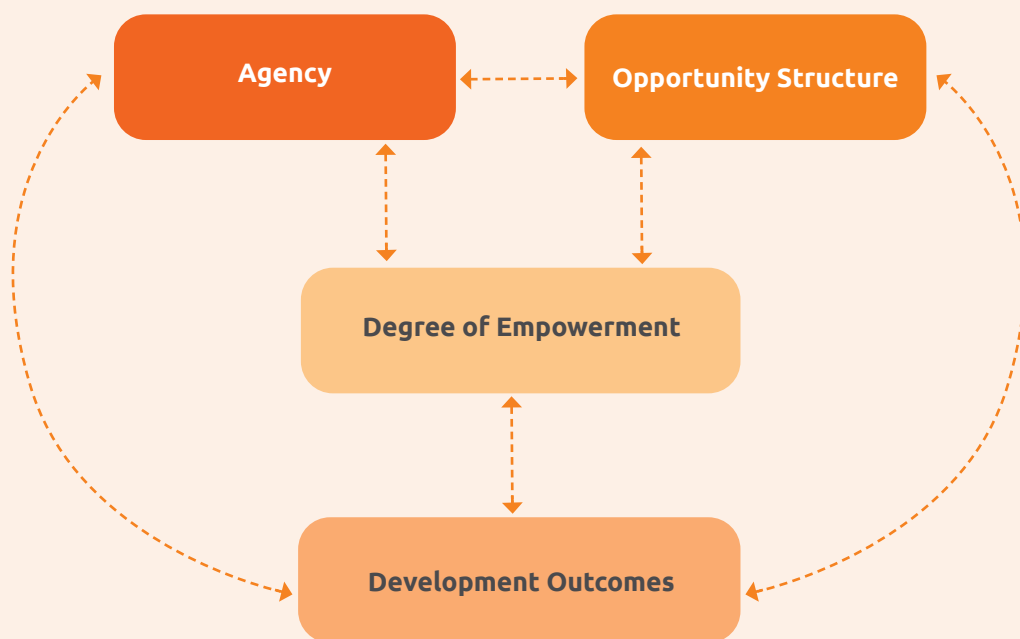 Agency
Opportunity Structure
Degree of Empowerment
Development Outcomes